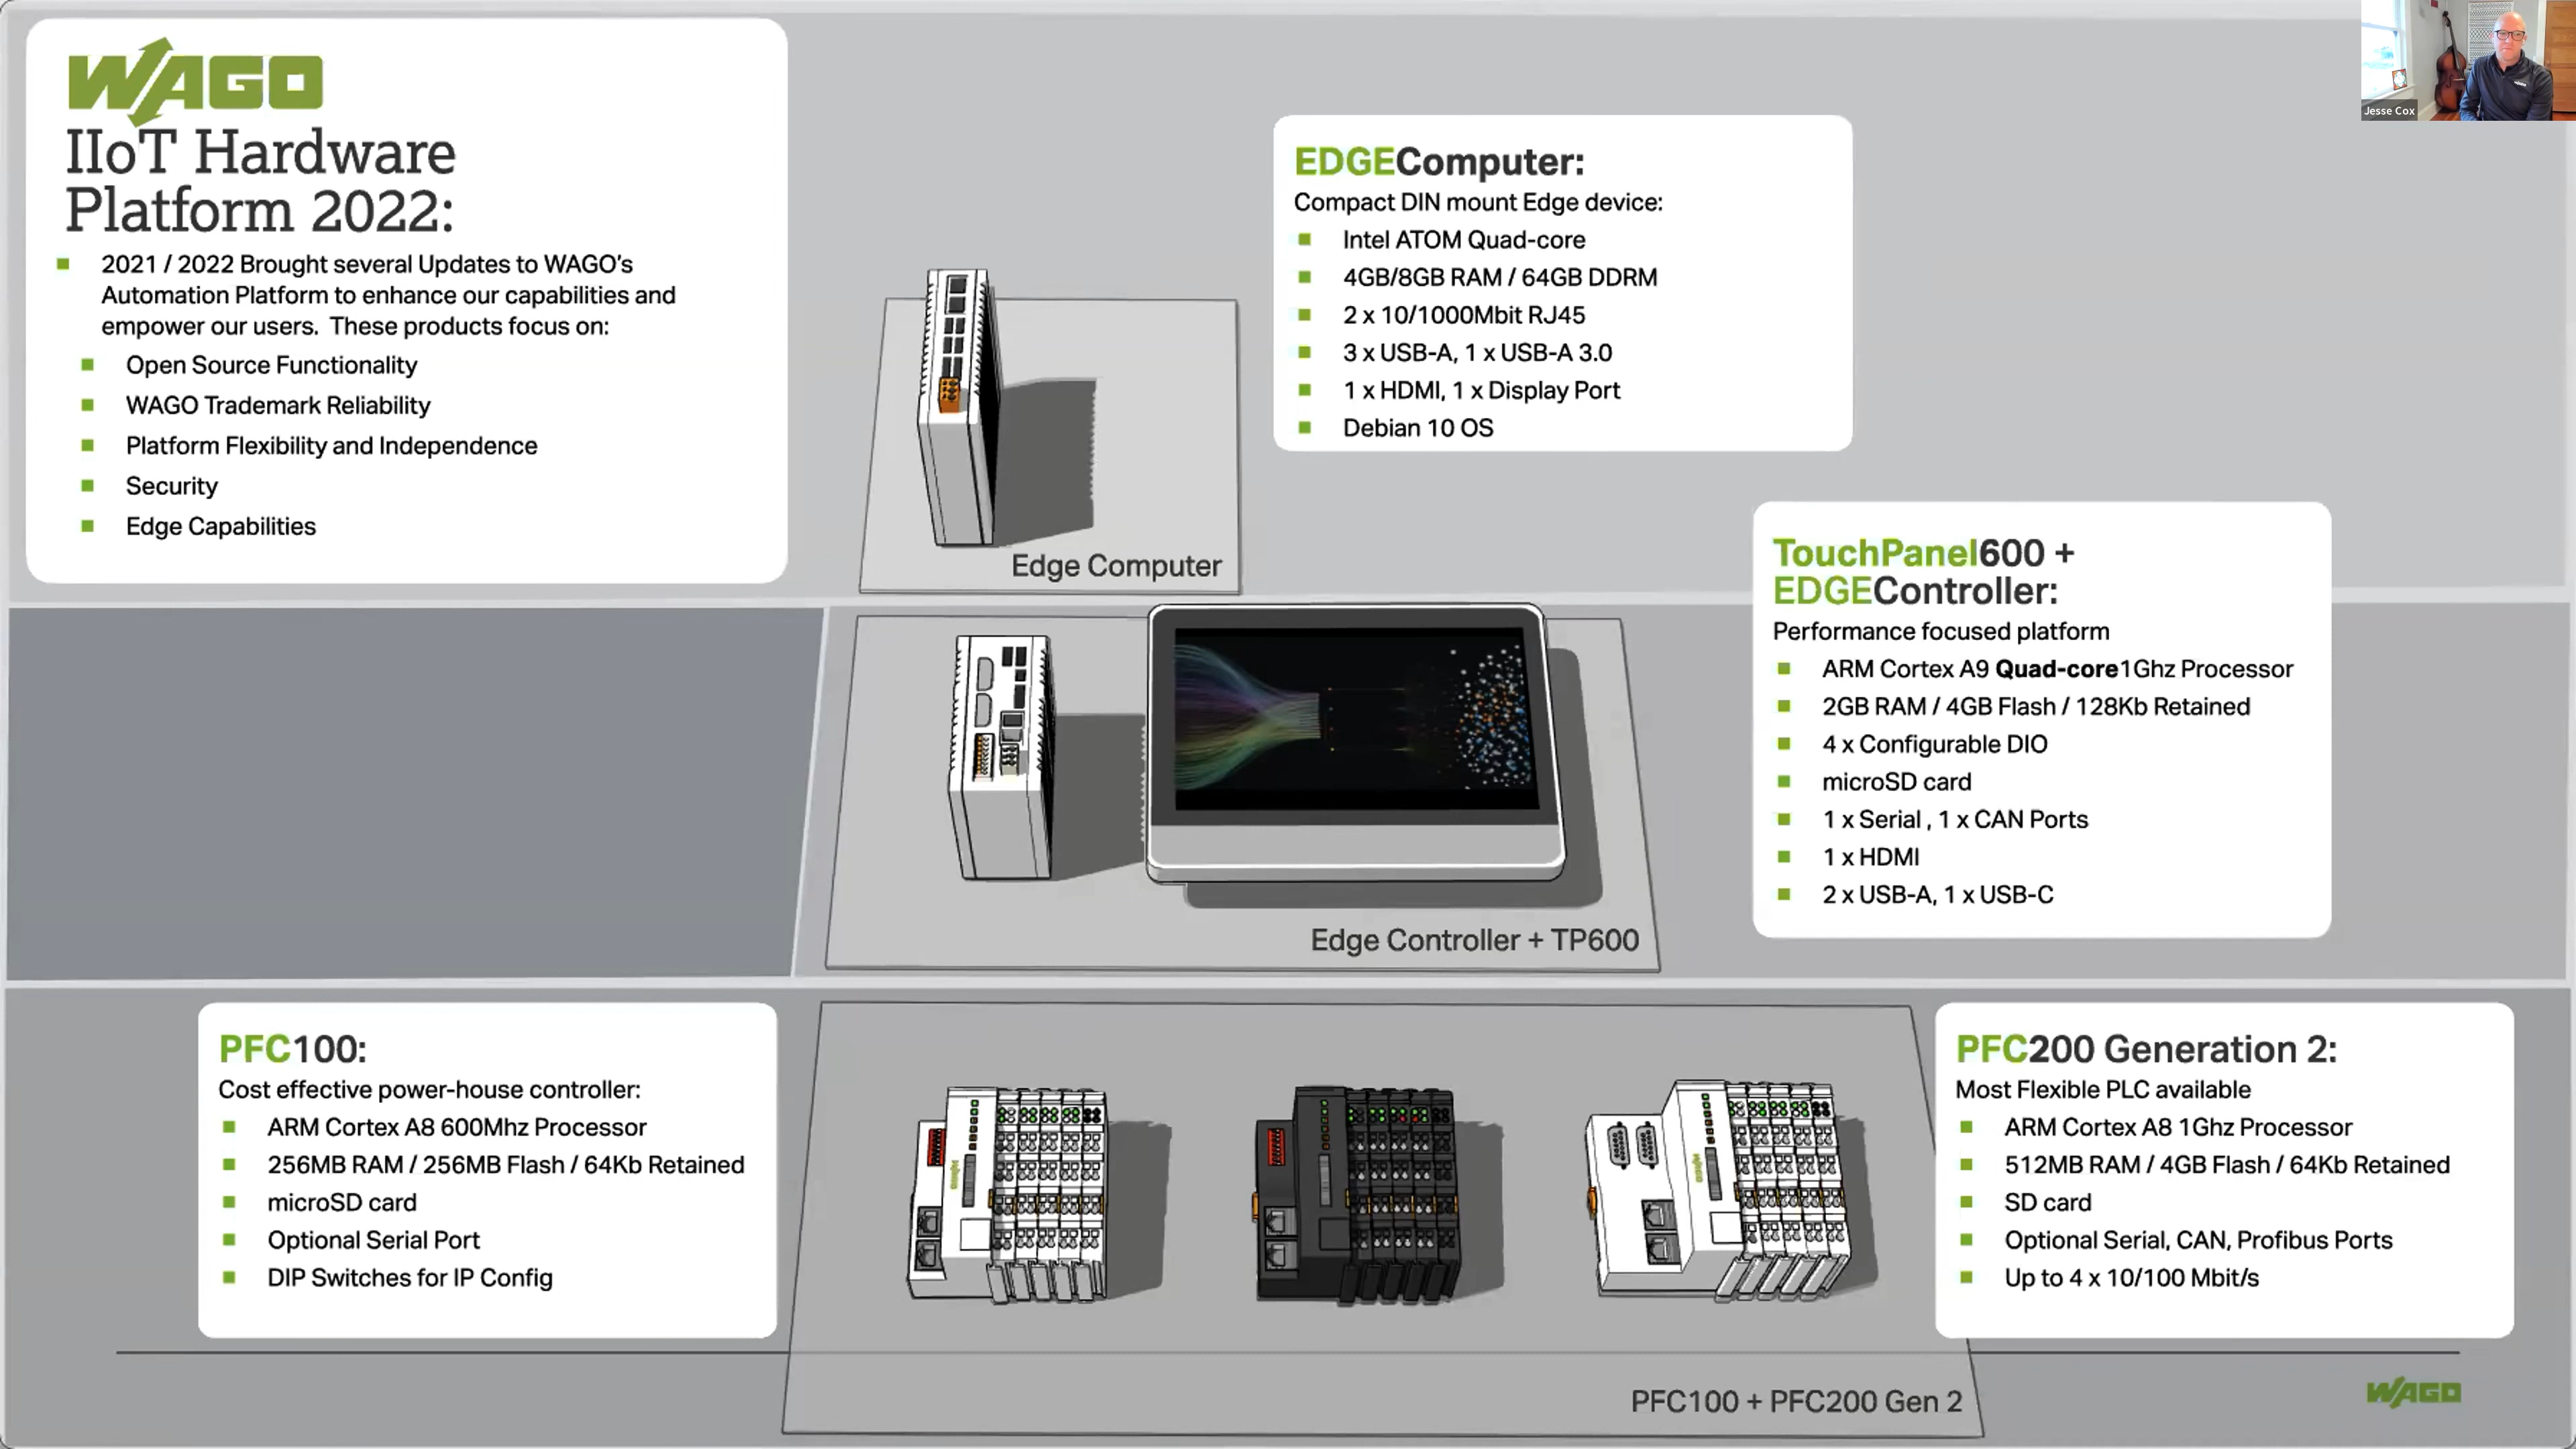 WAGO
IIoT Hardware
Platform 2022:
2021 / 2022 Brought several Updates to WAGO's
Automation Platform to enhance our capabilities and
empower our users.  These products focus on:
Open Source Functionality
WAGO Trademark Reliability
Platform Flexibility and Independence
Security
Edge Capabilities
Jesse Cox
EDGEComputer:
Compact DIN mount Edge device:
Intel ATOM Quad-core
4GB/8GB RAM / 64GB DDRM
2 x 10/1000Mbit RJ45
3 x USB-A, 1 x USB-A 3.0
1 x HDMI, 1 x Display Port
Debian 10 OS
Edge Computer
TouchPanel600 +
EDGEController:
Performance focused platform
ARM Cortex A9 Quad-core1Ghz Processor
2GB RAM / 4GB Flash / 128Kb Retained
4 x Configurable DIO
microSD card
1 x Serial , 1 x CAN Ports
1 x HDMI
2 x USB-A, 1 x USB-C
Edge Controller + TP600
PFC100:
Cost effective power-house controller:
ARM Cortex A8 600Mhz Processor
256MB RAM / 256MB Flash / 64Kb Retained
microSD card
Optional Serial Port
DIP Switches for IP Config
PFC200 Generation 2:
Most Flexible PLC available
ARM Cortex A8 1Ghz Processor
512MB RAM / 4GB Flash / 64Kb Retained
SD card
Optional Serial, CAN, Profibus Ports
Up to 4 x 10/100 Mbit/s
WAGO
WAGO
PFC100 + PFC200 Gen 2
WAGO